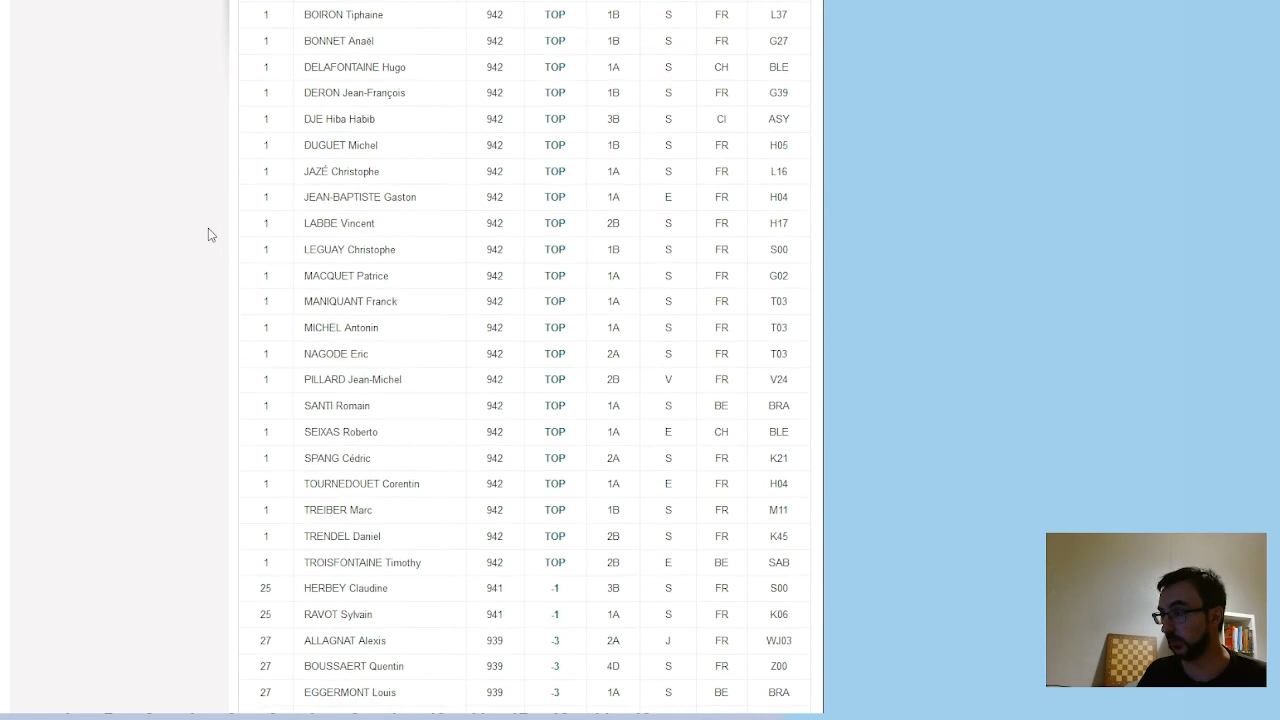 1 BOIRON Tiphaine 942 TOP 1B S FR L37
1 BONNET Anaël 942 TOP 1B S FR G27
1 DELAFONTAINE Hugo 942 TOP 1A S CH BLE
1 DERON Jean-François 942 TOP 1B S FR G39
1 DJE Hiba Habib 942 TOP 3B S CI ASY
1 DUGUET Michel 942 TOP 1B S FR H05
1 JAZÉ Christophe 942 TOP 1A S FR L16
1 JEAN-BAPTISTE Gaston 942 TOP 1A E FR H04
1 LABBE Vincent 942 TOP 2B S FR H17
1 LEGUAY Christophe 942 TOP 1B S FR S00
1 MACQUET Patrice 942 TOP 1A S FR G02
1 MANIQUANT Franck 942 TOP 1A S FR T03
1 MICHEL Antonin 942 TOP 1A S FR T03
1 NAGODE Eric 942 TOP 2A S FR T03
1 PILLARD Jean-Michel 942 TOP 2B V FR V24
1 SANTI Romain 942 TOP 1A S BE BRA
1 SEIXAS Roberto 942 TOP 1A E CH BLE
1 SPANG Cédric 942 TOP 2A S FR K21
1 TOURNEDOUET Corentin 942 TOP 1A E FR H04
1 TREIBER Marc 942 TOP 1B S FR M11
1 TRENDEL Daniel 942 TOP 2B S FR K45
1 TROISFONTAINE Timothy 942 TOP 2B E BE SAB
25 HERBEY Claudine 941 -1 3B S FR S00
25 RAVOT Sylvain 941 -1 1A S FR K06
27 ALLAGNAT Alexis 939 -3 2A J FR WJ03
27 BOUSSAERT Quentin 939 -3 4D S FR Z00
27 EGGERMONT Louis 939 -3 1A S BE BRA